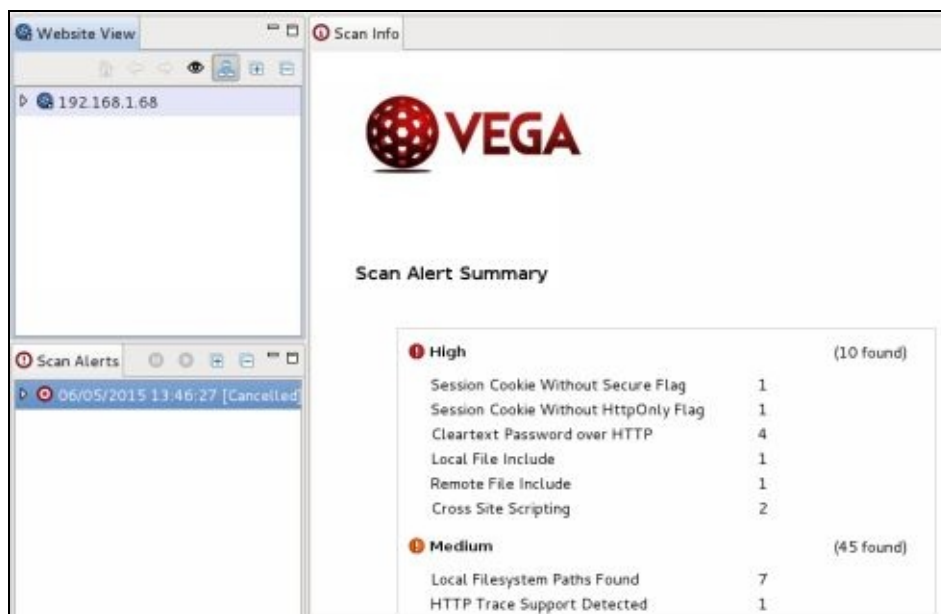 Website View
192.168.1.68
Scan Alerts
06/05/2015 13:46:27 [Cancelled]
Scan Info
VEGA
Scan Alert Summary
High (10 found)
Session Cookie Without Secure Flag 1
Session Cookie Without HttpOnly Flag 1
Cleartext Password over HTTP 4
Local File Include 1
Remote File Include 1
Cross Site Scripting 2
Medium (45 found)
Local Filesystem Paths Found 7
HTTP Trace Support Detected 1